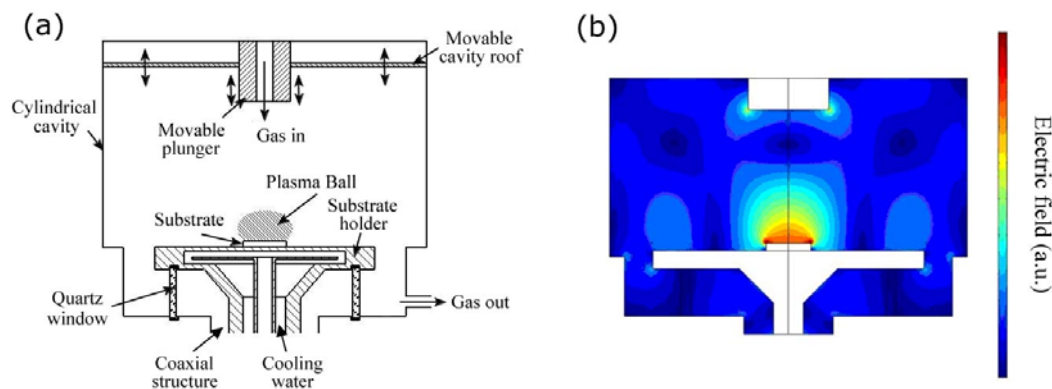 (a)
Movable
cavity roof
Cylindrical
cavity
Movable
plunger
Gas in
Plasma Ball
Substrate
Substrate
holder
Quartz
window
Gas out
Coaxial
structure
Cooling
water
(b)
Electric field (a.u.)